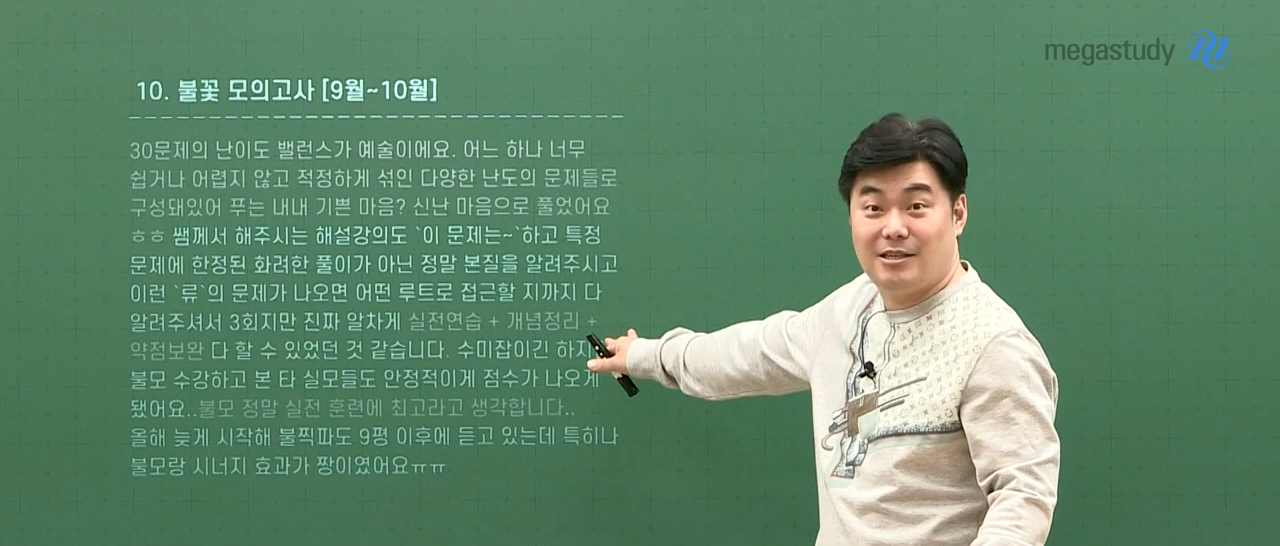 megastudy
10. 불꽃 모의고사 [9월~10월]
30문제의 난이도 밸런스가 예술이에요. 어느 하나 너무
쉽거나 어렵지 않고 적정하게 섞인 다양한 난도의 문제들로
구성돼있어 푸는 내내 기쁜 마음? 신난 마음으로 풀었어요
ㅎㅎ 쌤께서 해주시는 해설강의도 `이 문제는~`하고 특정
문제에 한정된 화려한 풀이가 아닌 정말 본질을 알려주시고
이런 `류`의 문제가 나오면 어떤 루트로 접근할 지까지 다
알려주셔서 3회지만 진짜 알차게 실전연습 + 개념정리 +
약점보완 다 할 수 있었던 것 같습니다. 수미잡이긴 하지
불모 수강하고 본 타 실모들도 안정적이게 점수가 나오게
됐어요..불모 정말 실전 훈련에 최고라고 생각합니다..
올해 늦게 시작해 불찍파도 9평 이후에 듣고 있는데 특히나
불모랑 시너지 효과가 짱이였어요ㅠㅠ